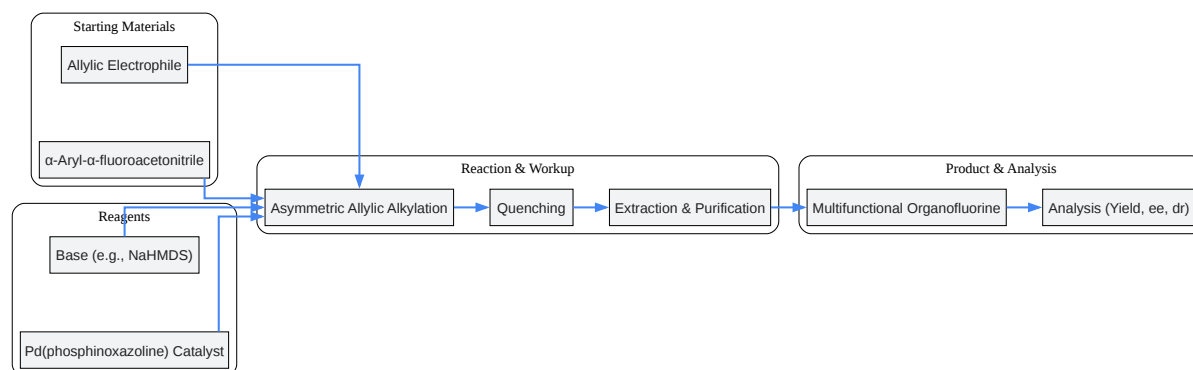 Starting Materials
Allylic Electrophile
α-Aryl-α-fluoroacetonitrile
Reagents
Base (e.g., NaHMDS)
Pd(phosphinoxazoline) Catalyst
Reaction & Workup
Asymmetric Allylic Alkylation
Quenching
Extraction & Purification
Product & Analysis
Multifunctional Organofluorine
Analysis (Yield, ee, dr)